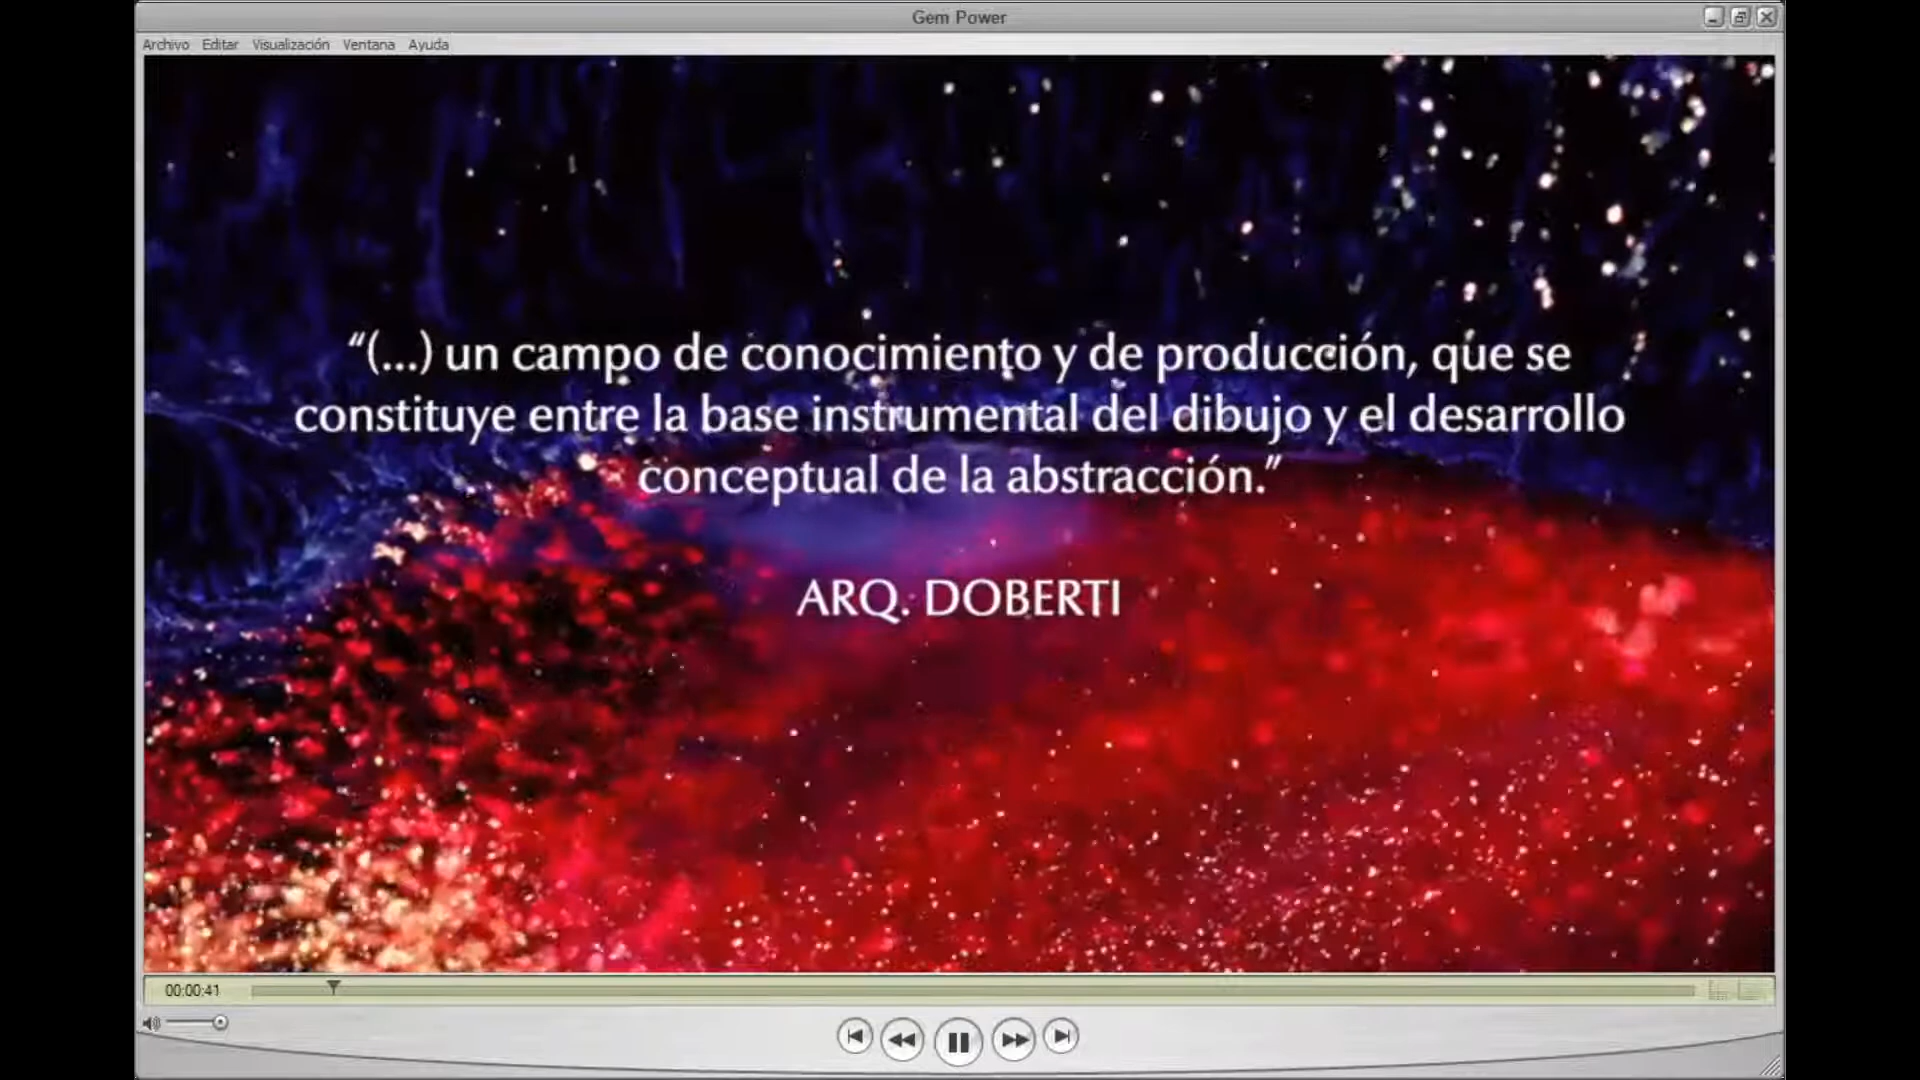 Gem Power
Archivo Editar Visualización Ventana Ayuda
“(...) un campo de conocimiento y de producción, que se
constituye entre la base instrumental del dibujo y el desarrollo
conceptual de la abstracción.”
ARQ. DOBERTI
00:00:41